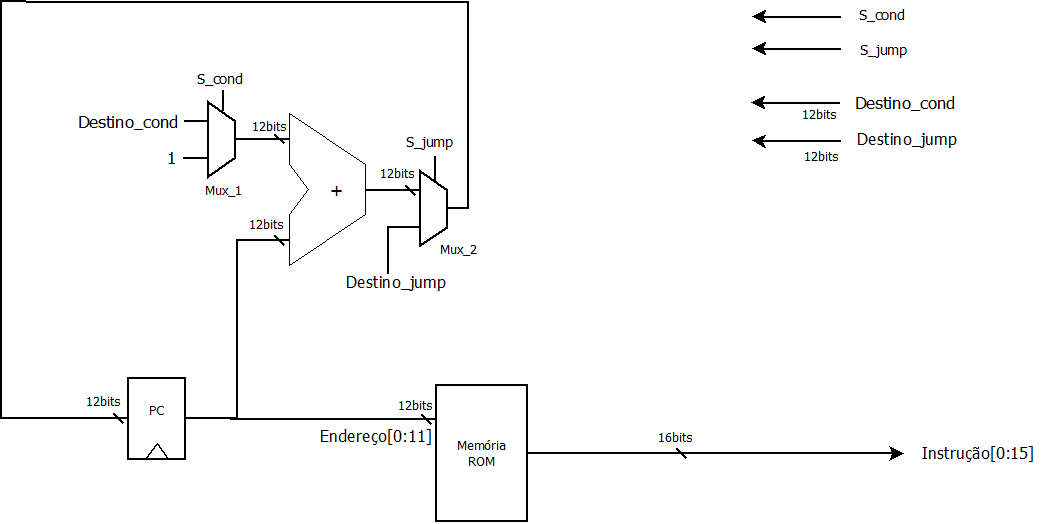 S_cond
S_jump
S_cond
Destino_cond
12bits
Destino_cond
12bits
12bits
S_jump
Destino_jump
12bits
1
Mux_1
+
12bits
12bits
Mux_2
Destino_jump
12bits
PC
12bits
Endereço[0:11]
Memória
ROM
16bits
Instrução[0:15]